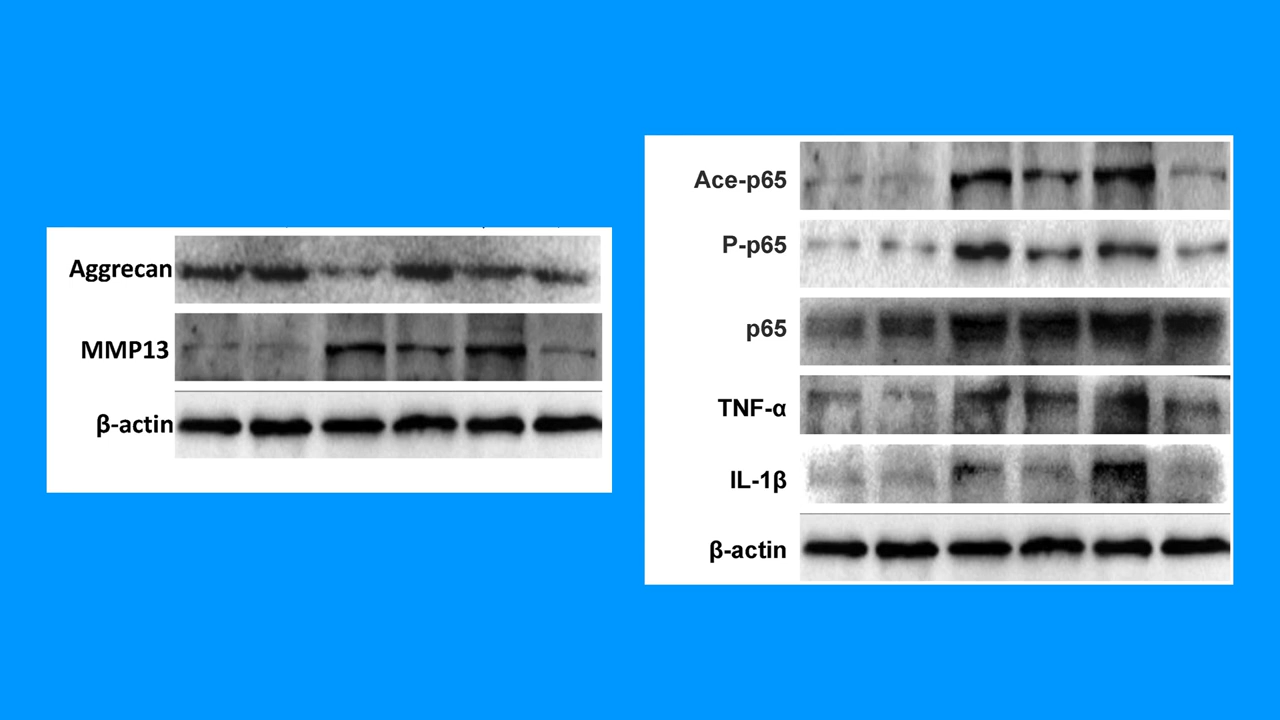 Aggrecan
MMP13
β-actin
Ace-p65
P-p65
p65
TNF-α
IL-1β
β-actin